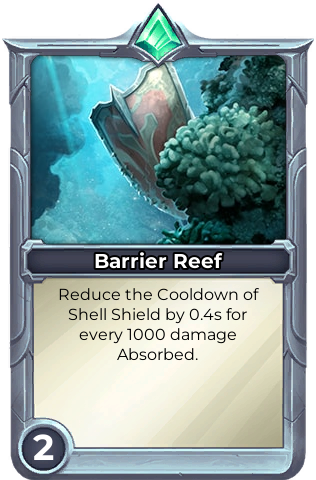 Barrier Reef
Reduce the Cooldown of
Shell Shield by 0.4s for
every 1000 damage
Absorbed.
2